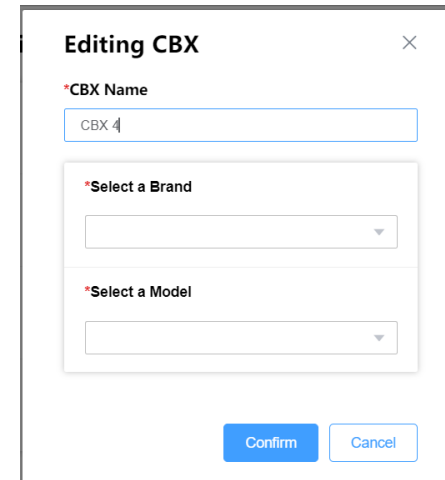 Editing CBX
*CBX Name
CBX 4
*Select a Brand
*Select a Model
Confirm
Cancel